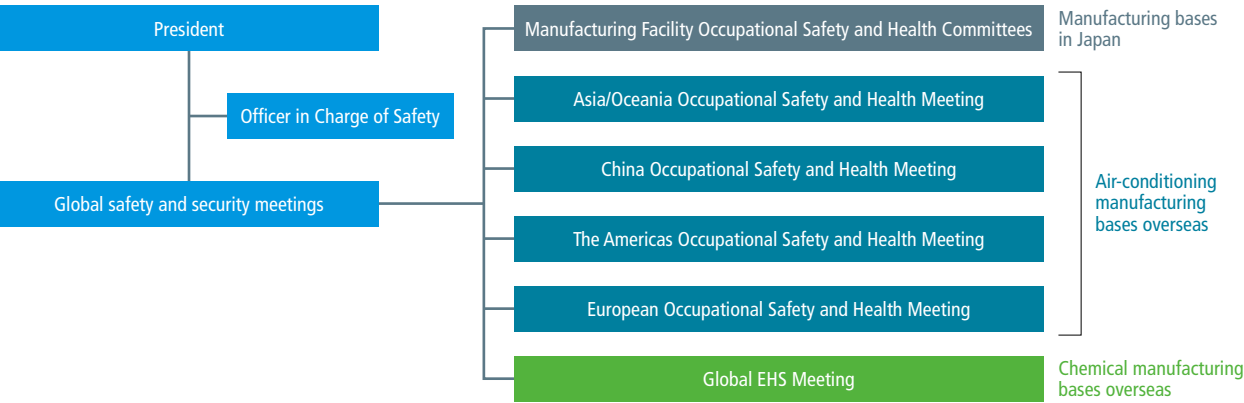 President
Officer in Charge of Safety
Global safety and security meetings
Manufacturing Facility Occupational Safety and Health Committees
Manufacturing bases
in Japan
Asia/Oceania Occupational Safety and Health Meeting
China Occupational Safety and Health Meeting
The Americas Occupational Safety and Health Meeting
European Occupational Safety and Health Meeting
Air-conditioning
manufacturing
bases overseas
Global EHS Meeting
Chemical manufacturing
bases overseas